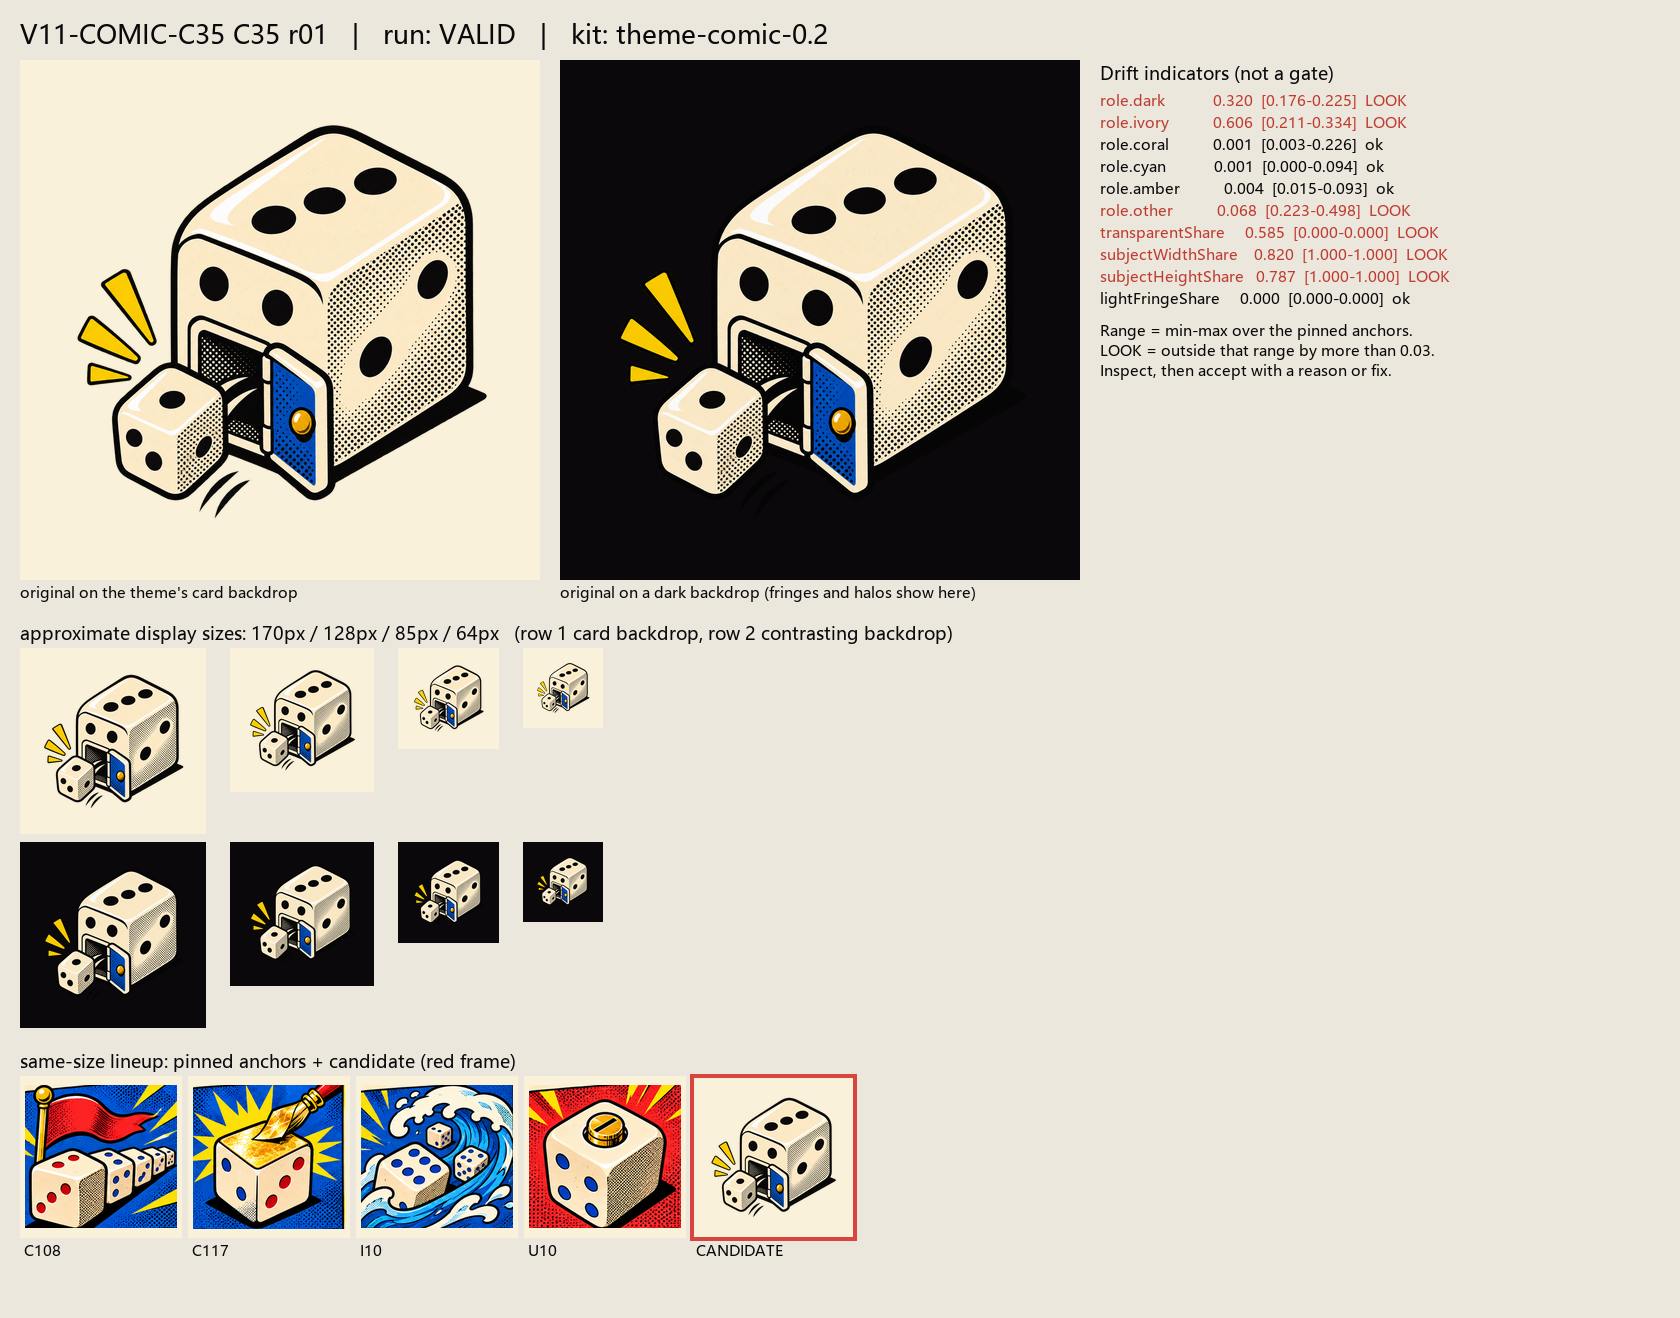 V11-COMIC-C35 C35 r01 | run: VALID | kit: theme-comic-0.2
Drift indicators (not a gate)
role.dark 0.320 [0.176-0.225] LOOK
role.ivory 0.606 [0.211-0.334] LOOK
role.coral 0.001 [0.003-0.226] ok
role.cyan 0.001 [0.000-0.094] ok
role.amber 0.004 [0.015-0.093] ok
role.other 0.068 [0.223-0.498] LOOK
transparentShare 0.585 [0.000-0.000] LOOK
subjectWidthShare 0.820 [1.000-1.000] LOOK
subjectHeightShare 0.787 [1.000-1.000] LOOK
lightFringeShare 0.000 [0.000-0.000] ok
Range = min-max over the pinned anchors.
LOOK = outside that range by more than 0.03.
Inspect, then accept with a reason or fix.
original on the theme's card backdrop
original on a dark backdrop (fringes and halos show here)
approximate display sizes: 170px / 128px / 85px / 64px (row 1 card backdrop, row 2 contrasting backdrop)
same-size lineup: pinned anchors + candidate (red frame)
C108
C117
I10
U10
CANDIDATE